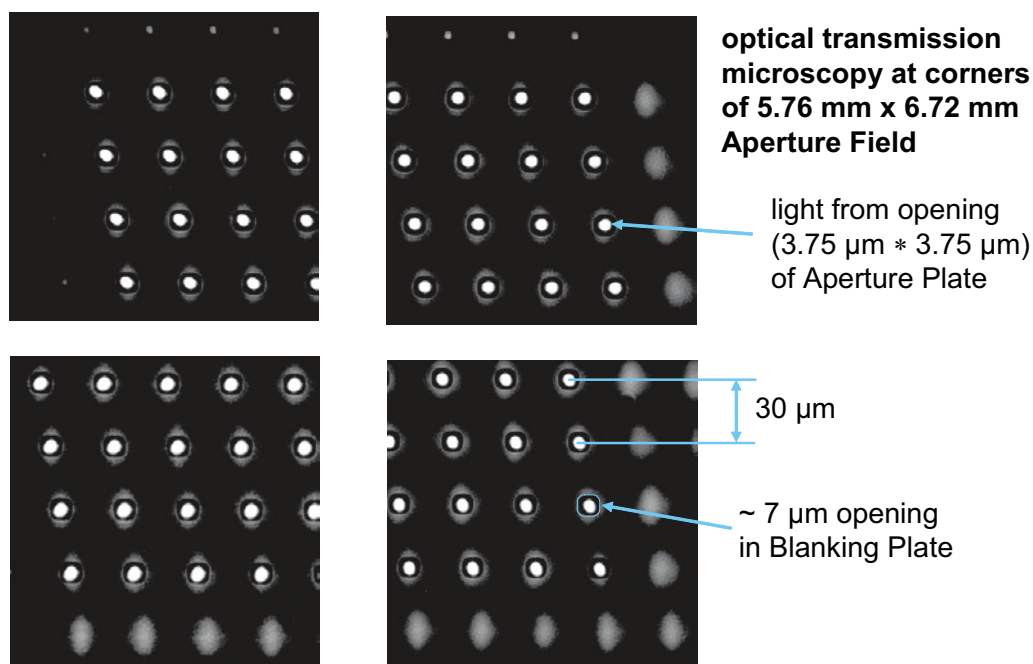 optical transmission
microscopy at corners
of 5.76 mm x 6.72 mm
Aperture Field
light from opening
(3.75 µm ∗ 3.75 µm)
of Aperture Plate
30 µm
~ 7 µm opening
in Blanking Plate